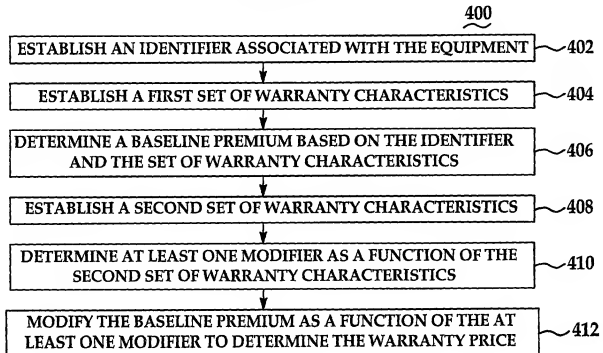 400
ESTABLISH AN IDENTIFIER ASSOCIATED WITH THE EQUIPMENT 402
ESTABLISH A FIRST SET OF WARRANTY CHARACTERISTICS 404
DETERMINE A BASELINE PREMIUM BASED ON THE IDENTIFIER
AND THE SET OF WARRANTY CHARACTERISTICS 406
ESTABLISH A SECOND SET OF WARRANTY CHARACTERISTICS 408
DETERMINE AT LEAST ONE MODIFIER AS A FUNCTION OF THE
SECOND SET OF WARRANTY CHARACTERISTICS 410
MODIFY THE BASELINE PREMIUM AS A FUNCTION OF THE AT
LEAST ONE MODIFIER TO DETERMINE THE WARRANTY PRICE 412